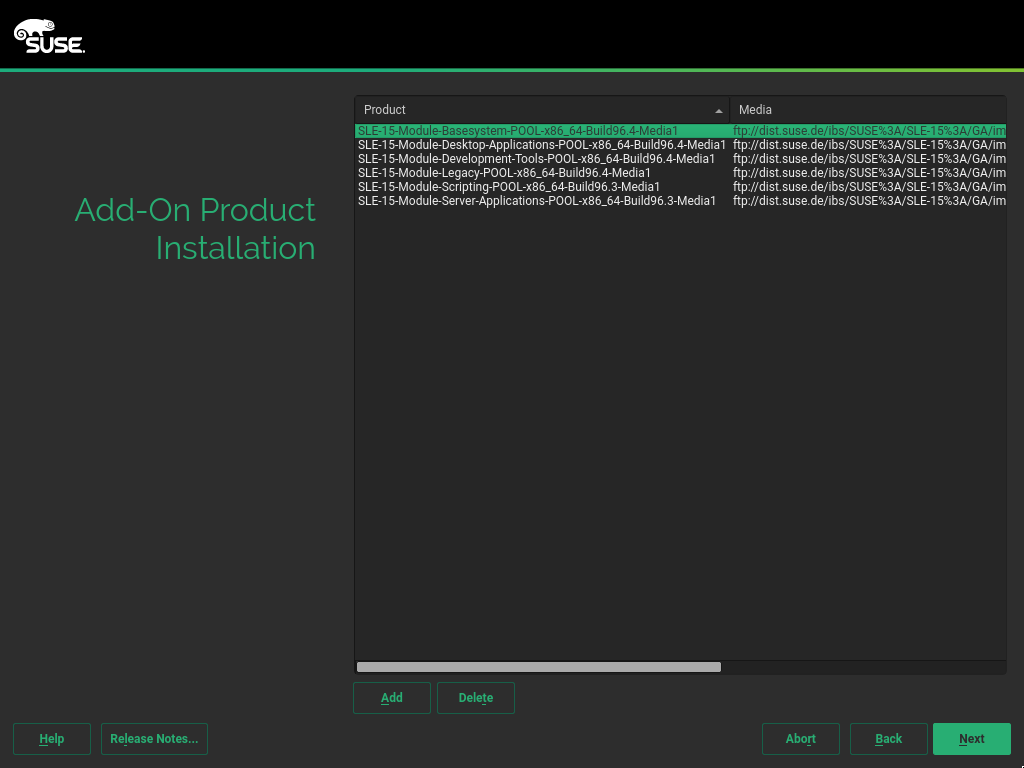 SUSE.
Add-On Product
Installation
Product Media
SLE-15-Module-Basesystem-POOL-x86_64-Build96.4-Media1 ftp://dist.suse.de/ibs/SUSE%3A/SLE-15%3A/GA/im
SLE-15-Module-Desktop-Applications-POOL-x86_64-Build96.4-Media1 ftp://dist.suse.de/ibs/SUSE%3A/SLE-15%3A/GA/im
SLE-15-Module-Development-Tools-POOL-x86_64-Build96.4-Media1 ftp://dist.suse.de/ibs/SUSE%3A/SLE-15%3A/GA/im
SLE-15-Module-Legacy-POOL-x86_64-Build96.4-Media1 ftp://dist.suse.de/ibs/SUSE%3A/SLE-15%3A/GA/im
SLE-15-Module-Scripting-POOL-x86_64-Build96.3-Media1 ftp://dist.suse.de/ibs/SUSE%3A/SLE-15%3A/GA/im
SLE-15-Module-Server-Applications-POOL-x86_64-Build96.3-Media1 ftp://dist.suse.de/ibs/SUSE%3A/SLE-15%3A/GA/im
Add Delete
Help Release Notes... Abort Back Next